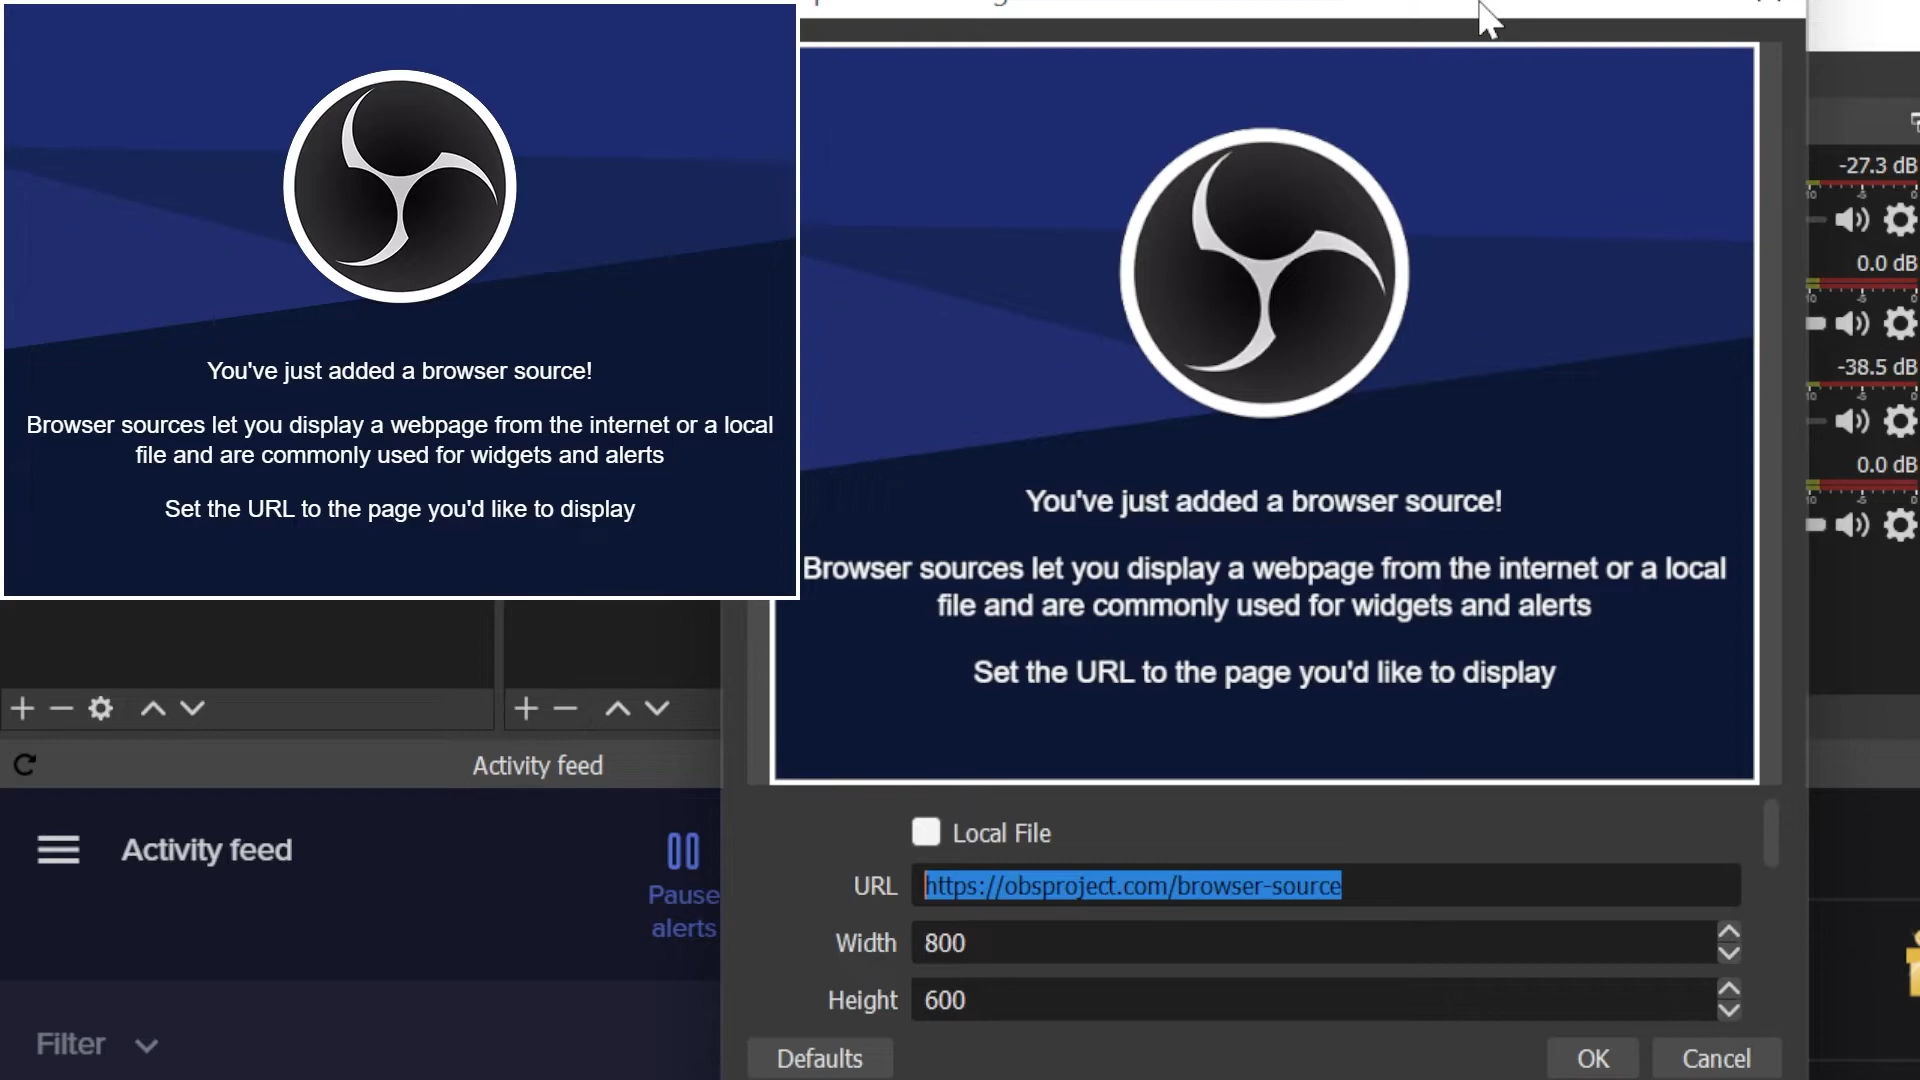 You've just added a browser source!
Browser sources let you display a webpage from the internet or a local
file and are commonly used for widgets and alerts
Set the URL to the page you'd like to display
You've just added a browser source!
Browser sources let you display a webpage from the internet or a local
file and are commonly used for widgets and alerts
Set the URL to the page you'd like to display
-27.3 dB
0.0 dB
-38.5 dB
0.0 dB
Activity feed
Activity feed
Pause
alerts
Filter
Local File
URL https://obsproject.com/browser-source
Width 800
Height 600
Defaults OK Cancel